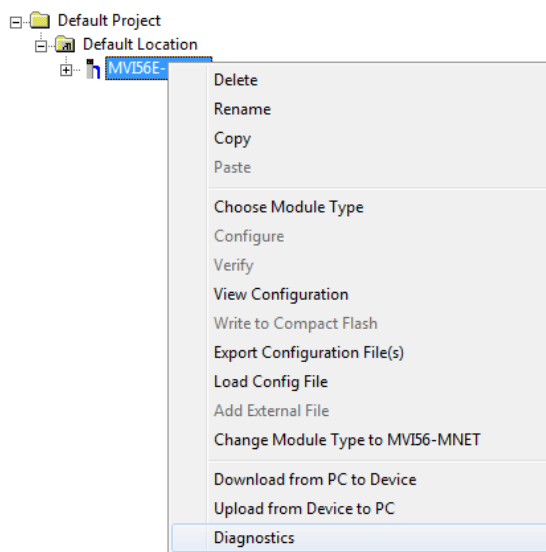 Default Project
Default Location
MVI56E-
Delete
Rename
Copy
Paste
Choose Module Type
Configure
Verify
View Configuration
Write to Compact Flash
Export Configuration File(s)
Load Config File
Add External File
Change Module Type to MVI56-MNET
Download from PC to Device
Upload from Device to PC
Diagnostics